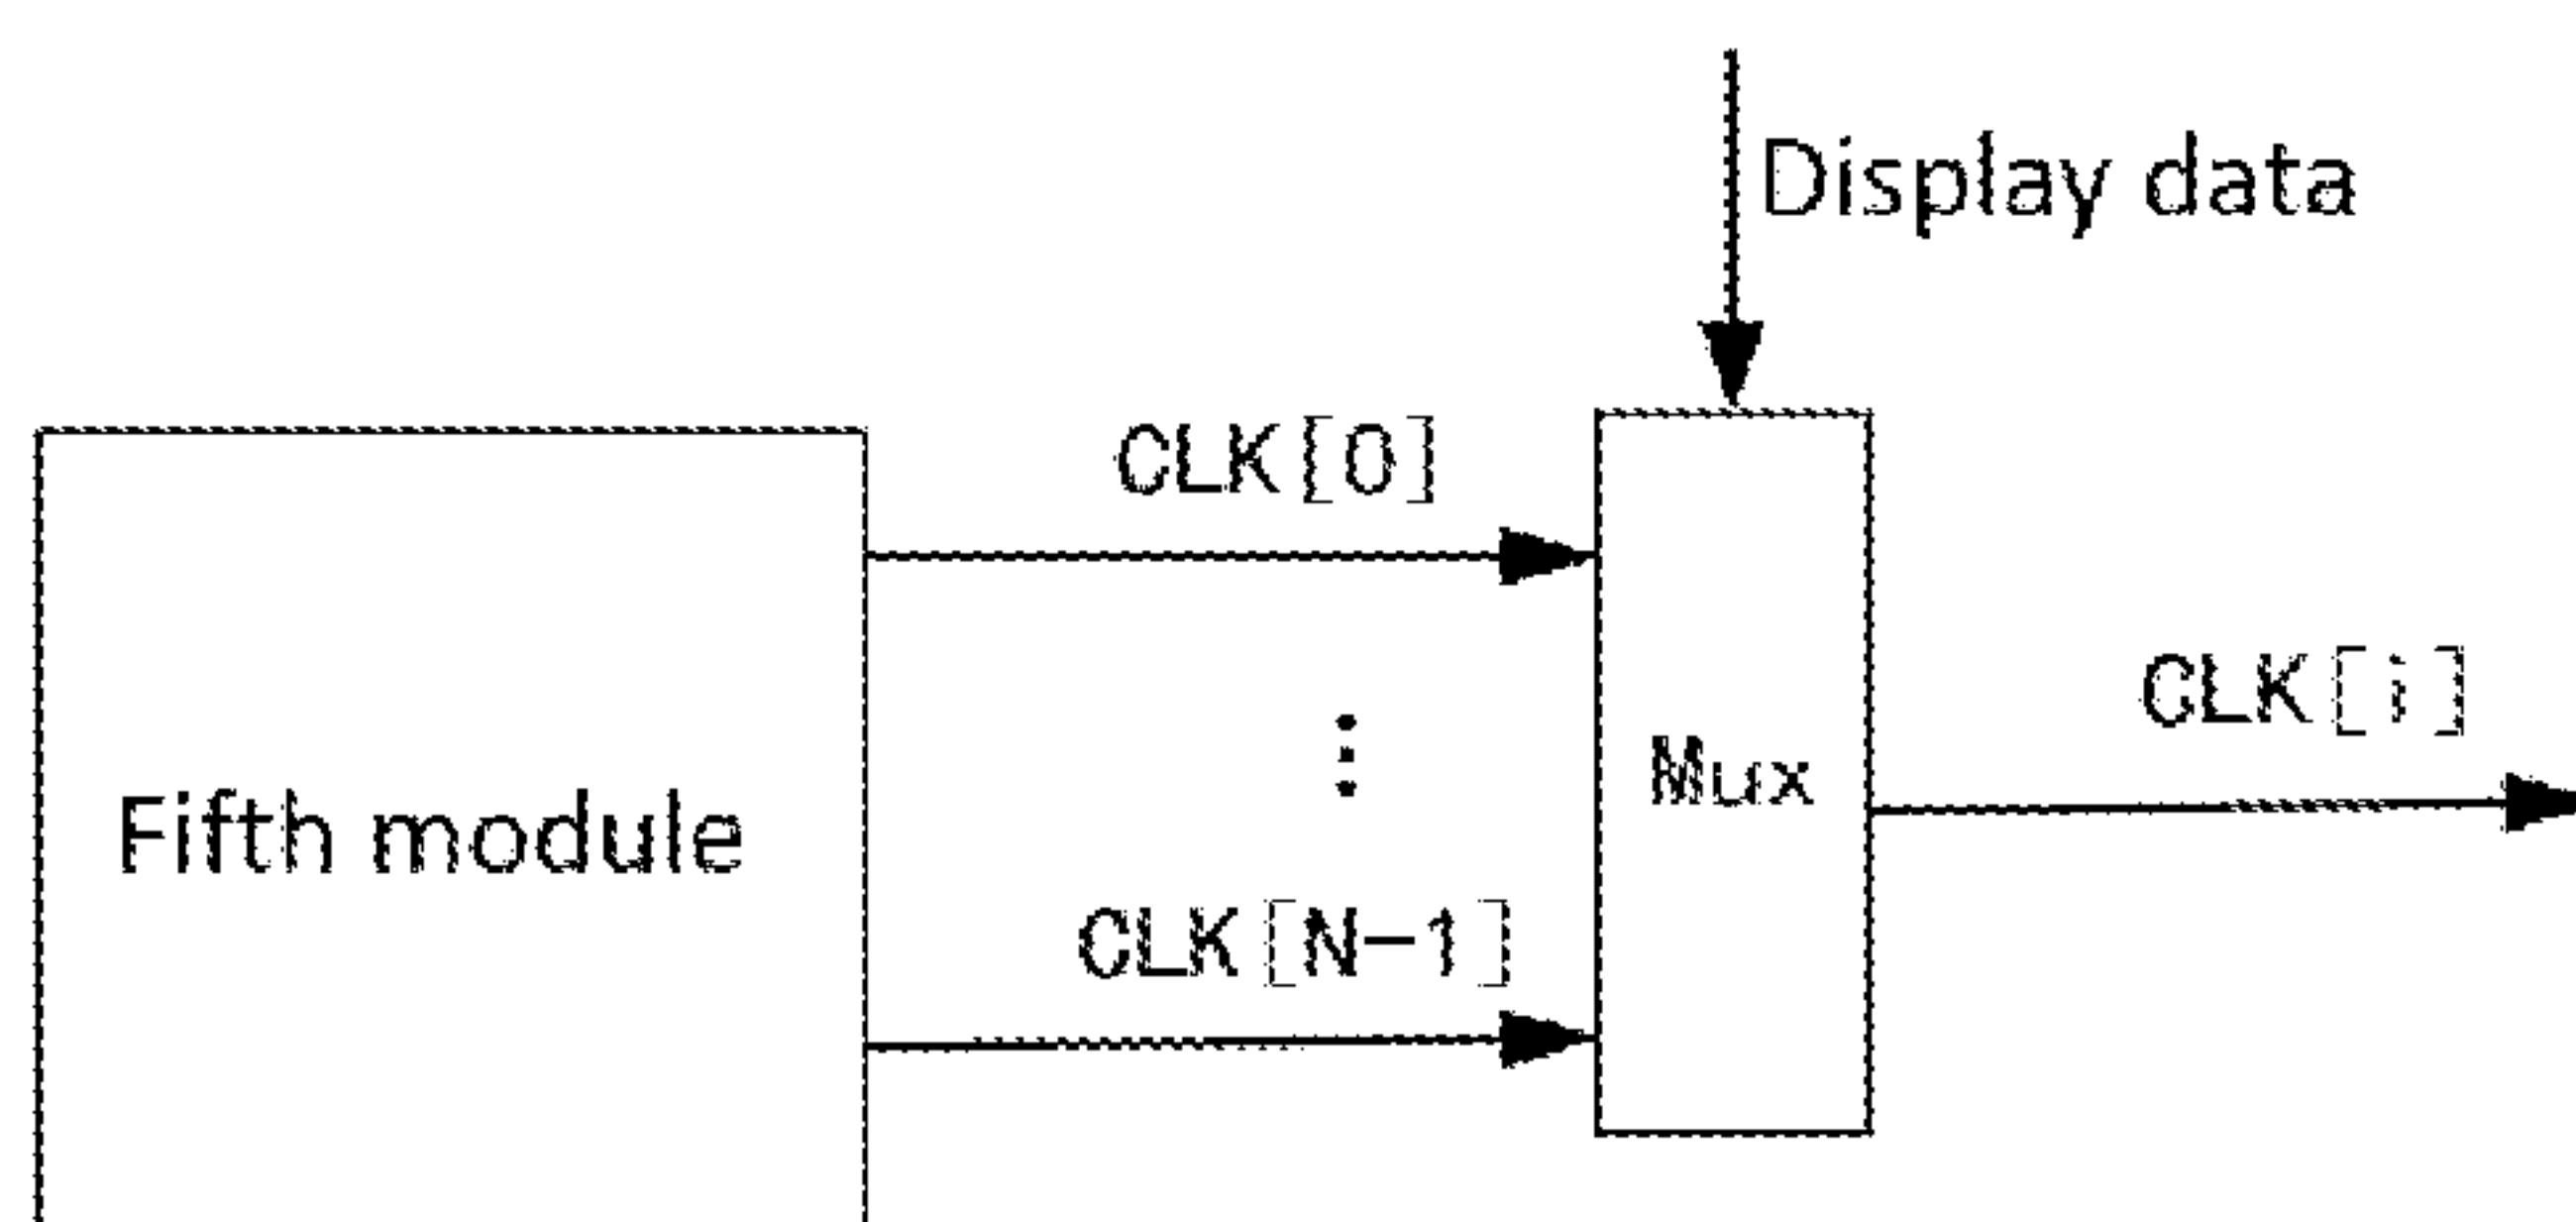 Display data
CLK[0]
CLK[i]
Mux
Fifth module
CLK[N-1]